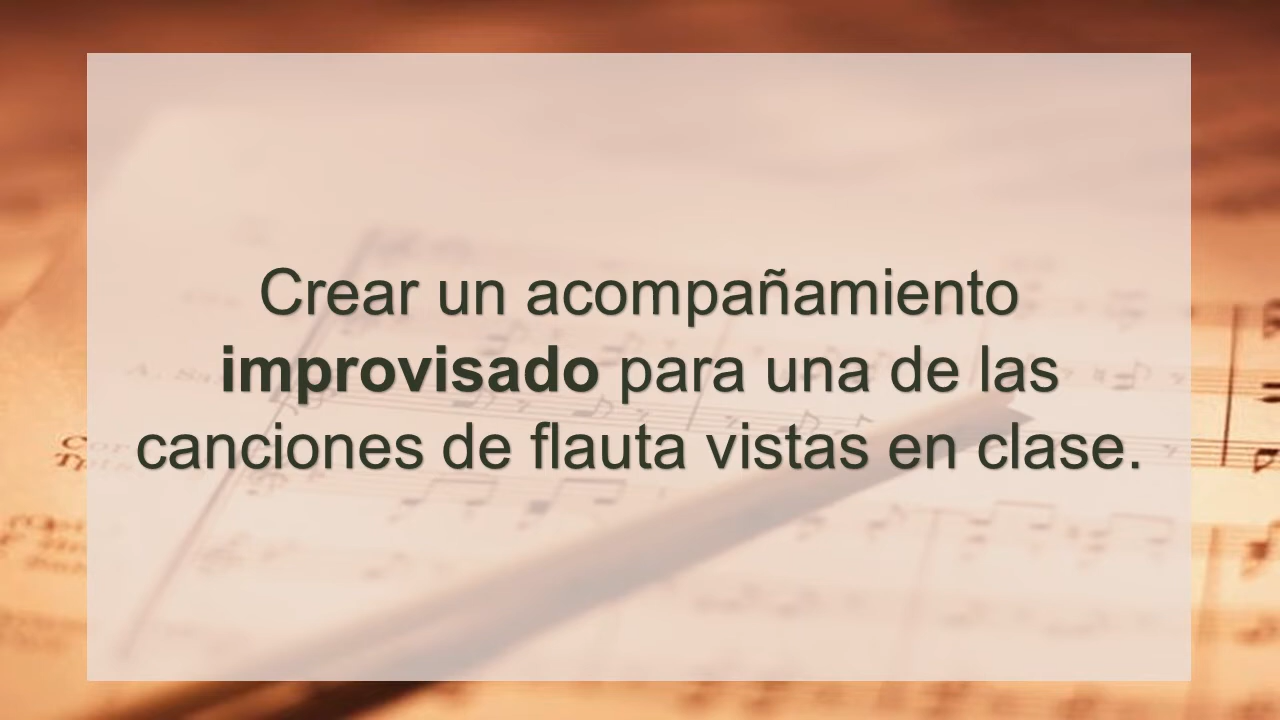 Crear un acompañamiento
improvisado para una de las
canciones de flauta vistas en clase.